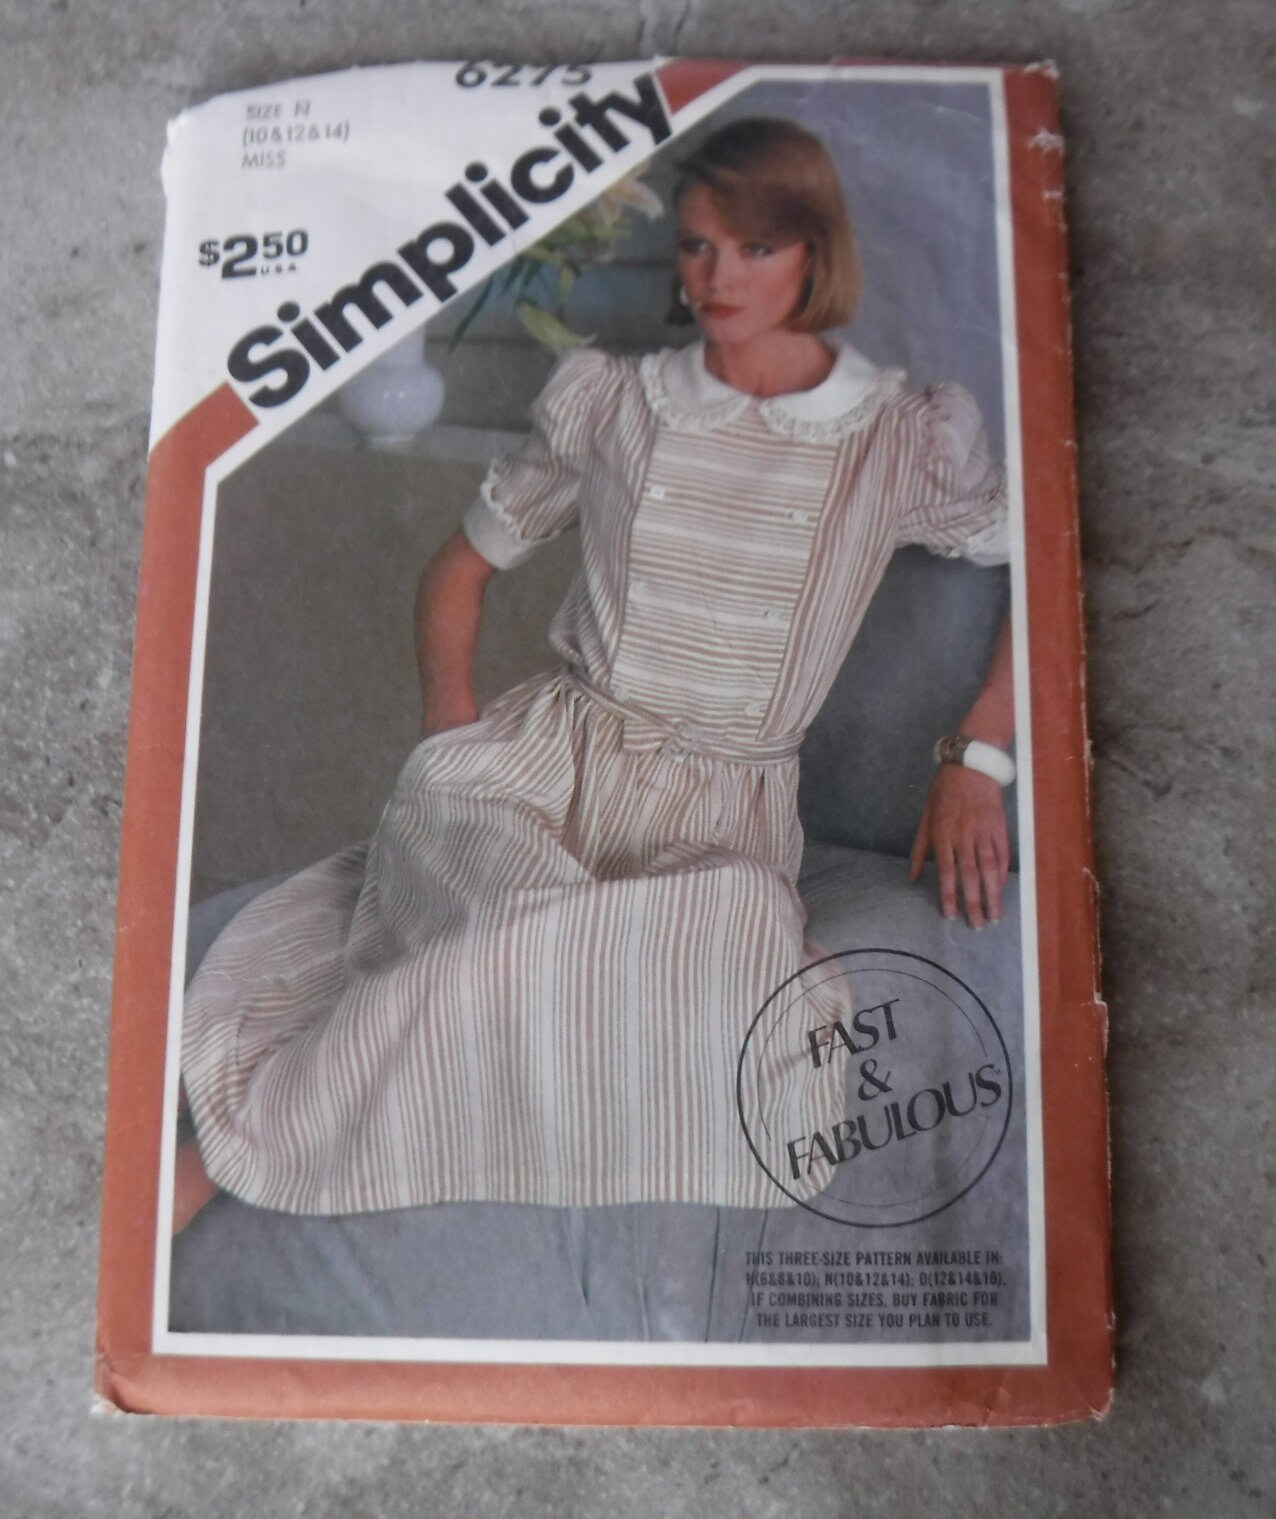 6275
SIZE N
(10&12&14)
MISS
$2.50
U.S.A.
Simplicity
FAST
&
FABULOUS™
THIS THREE-SIZE PATTERN AVAILABLE IN:
H(6&8&10); N(10&12&14); O(12&14&16).
IF COMBINING SIZES, BUY FABRIC FOR
THE LARGEST SIZE YOU PLAN TO USE.